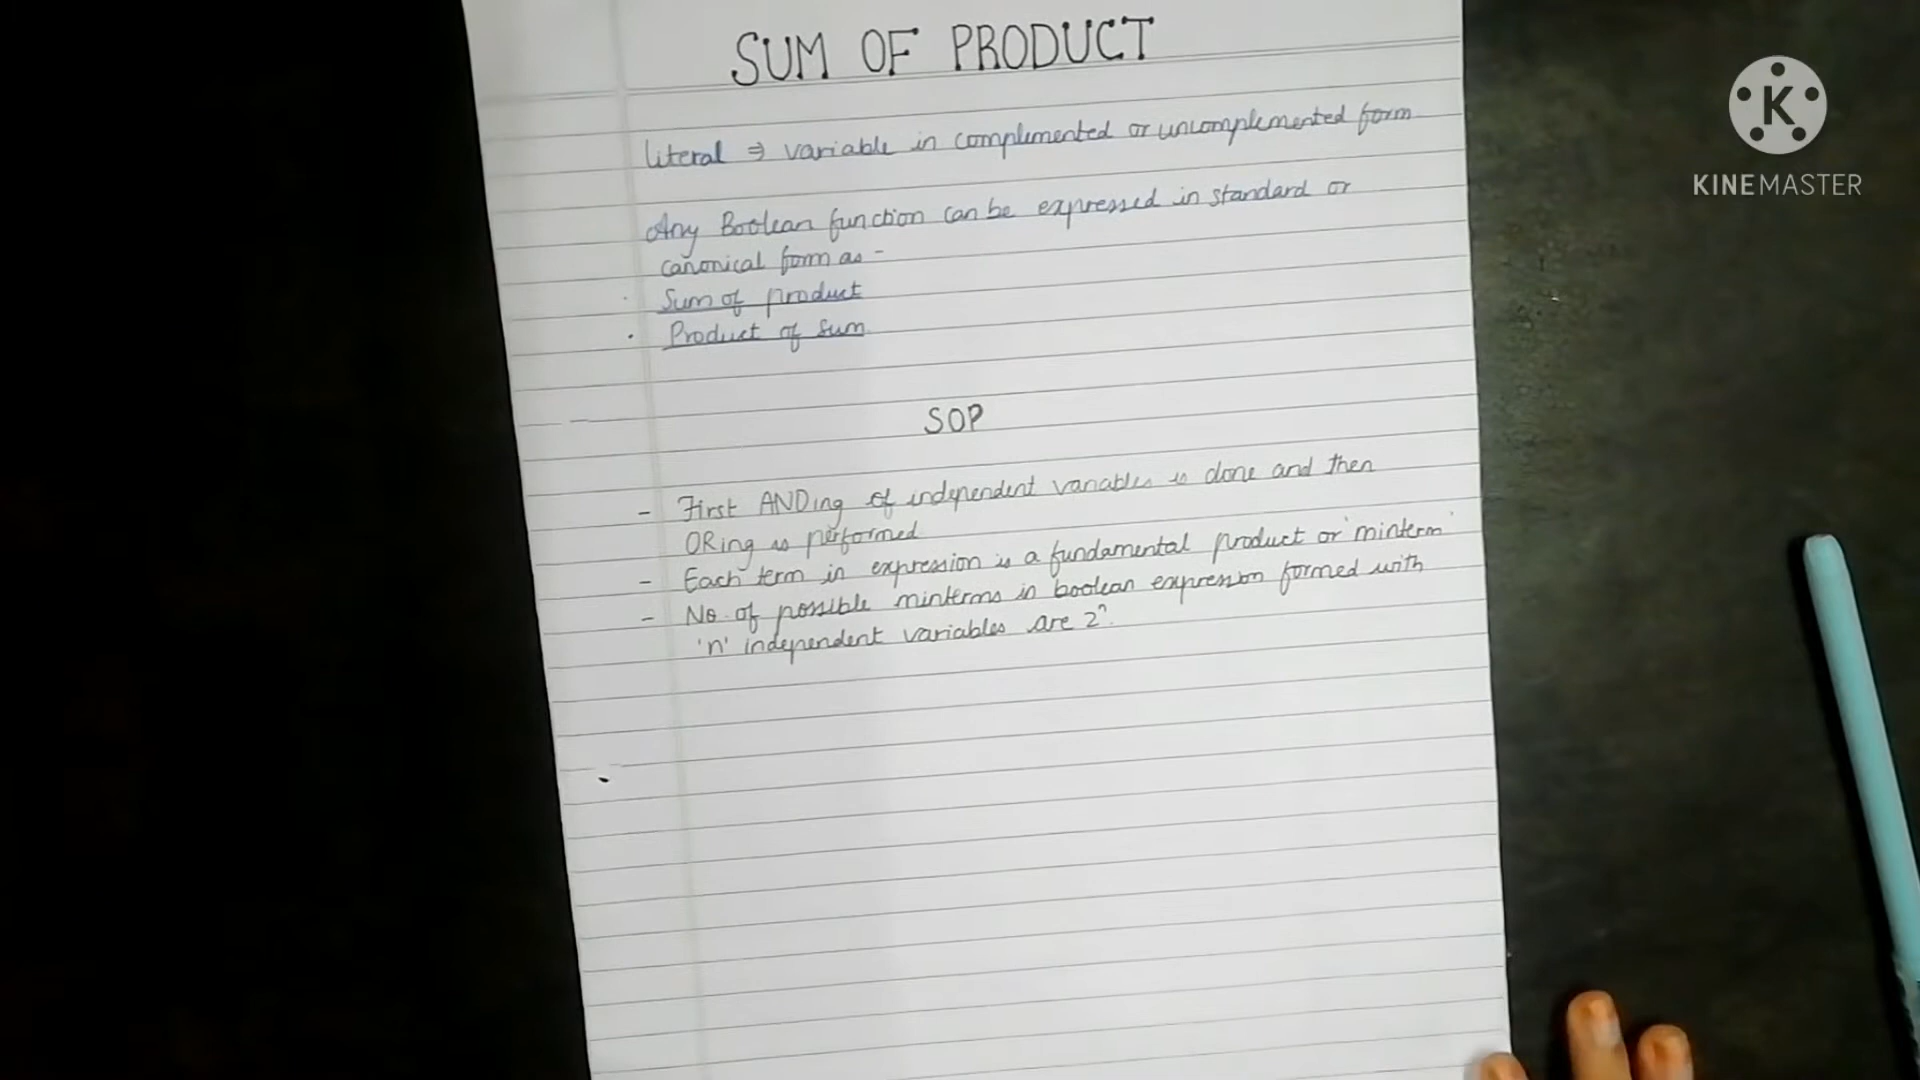 SUM OF PRODUCT
literal ⇒ variable in complemented or uncomplemented form
Any Boolean function can be expressed in standard or
canonical form as -
Sum of product
• Product of Sum
SOP
- First ANDing of independent variables is done and then
ORing is performed
- Each term in expression is a fundamental product or 'minterm'
- No. of possible minterms in boolean expression formed with
'n' independent variables are 2ⁿ.
K
KINEMASTER